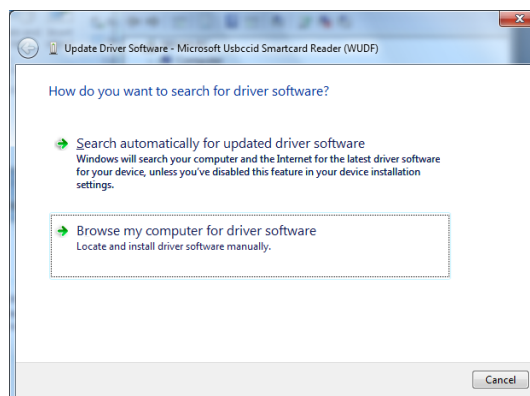 Update Driver Software - Microsoft Usbccid Smartcard Reader (WUDF)
How do you want to search for driver software?
Search automatically for updated driver software
Windows will search your computer and the Internet for the latest driver software
for your device, unless you've disabled this feature in your device installation
settings.
Browse my computer for driver software
Locate and install driver software manually.
Cancel